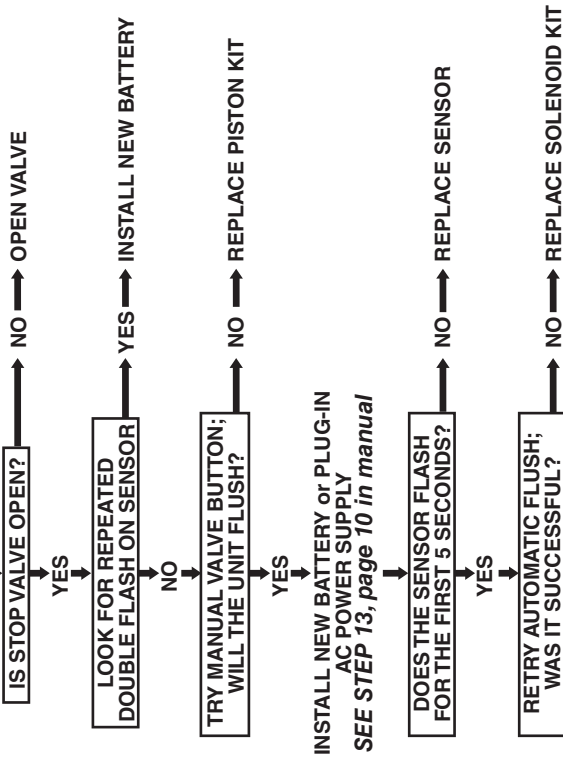 IS STOP VALVE OPEN?
NO
OPEN VALVE
YES
LOOK FOR REPEATED
DOUBLE FLASH ON SENSOR
YES
INSTALL NEW BATTERY
NO
TRY MANUAL VALVE BUTTON;
WILL THE UNIT FLUSH?
NO
REPLACE PISTON KIT
YES
INSTALL NEW BATTERY or PLUG-IN
AC POWER SUPPLY
SEE STEP 13, page 10 in manual
DOES THE SENSOR FLASH
FOR THE FIRST 5 SECONDS?
NO
REPLACE SENSOR
YES
RETRY AUTOMATIC FLUSH;
WAS IT SUCCESSFUL?
NO
REPLACE SOLENOID KIT